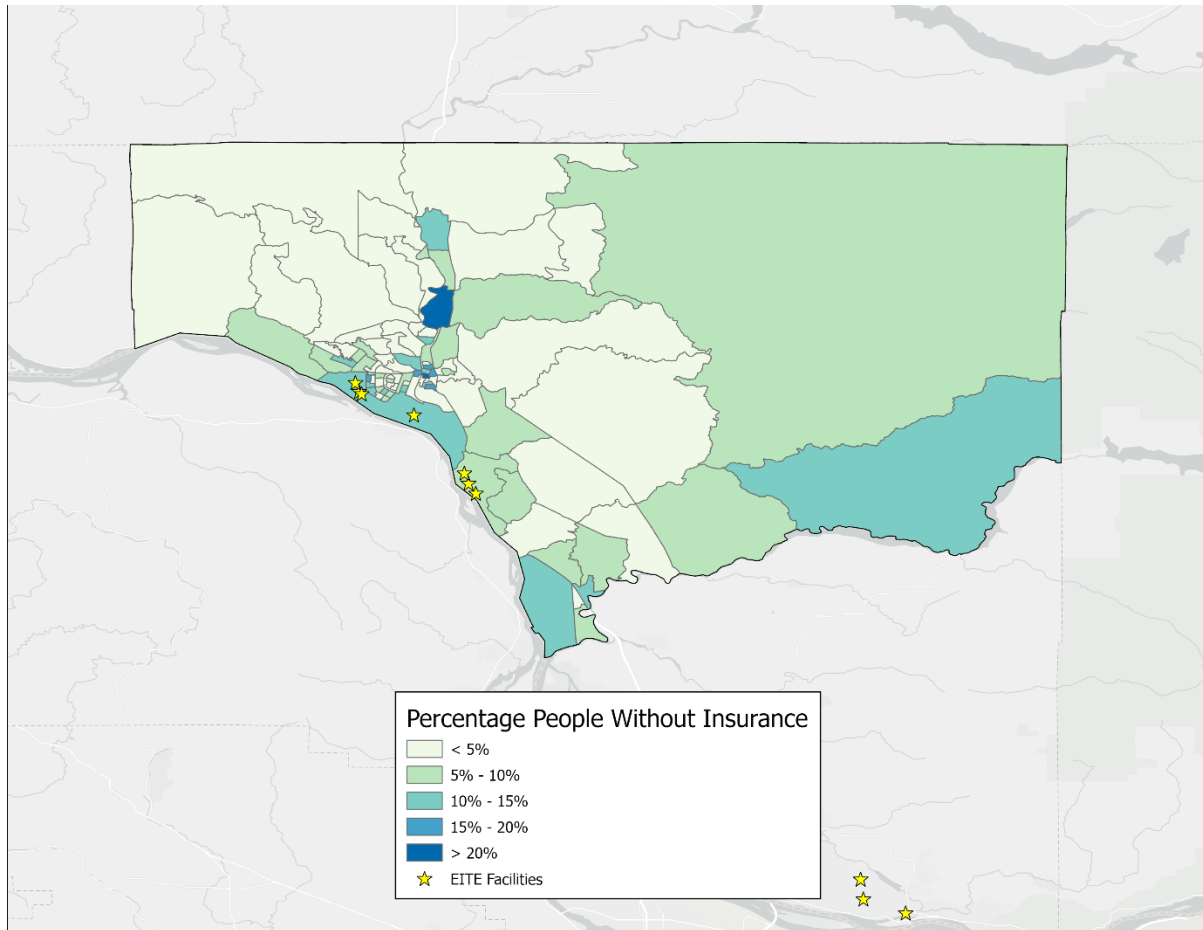 Percentage People Without Insurance
< 5%
5% - 10%
10% - 15%
15% - 20%
> 20%
EITE Facilities